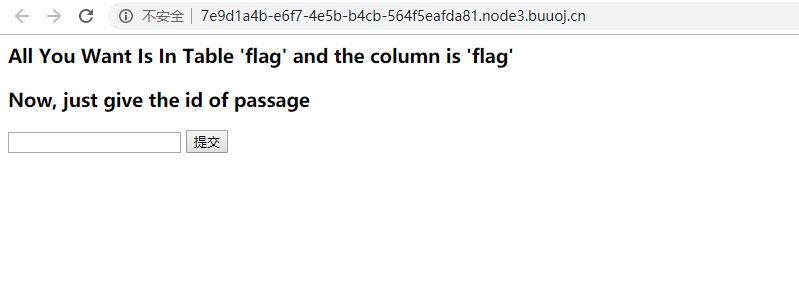 不安全 7e9d1a4b-e6f7-4e5b-b4cb-564f5eafda81.node3.buuoj.cn
All You Want Is In Table 'flag' and the column is 'flag'
Now, just give the id of passage
提交